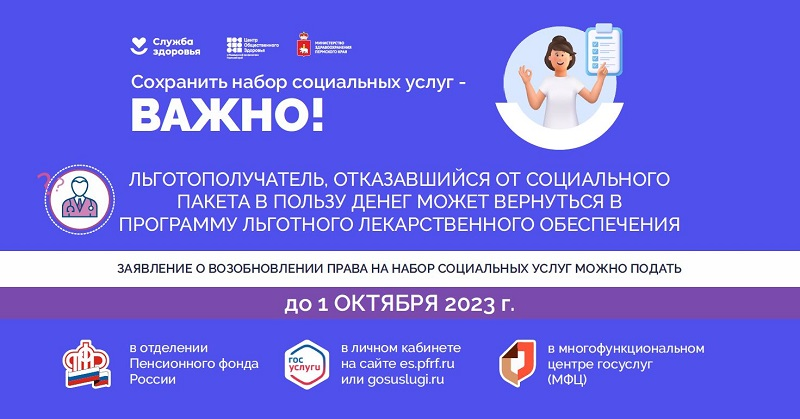 Служба
здоровья
Центр
Общественного
Здоровья
МИНИСТЕРСТВО
ЗДРАВООХРАНЕНИЯ
ПЕРМСКОГО КРАЯ
Сохранить набор социальных услуг -
ВАЖНО!
??
ЛЬГОТОПОЛУЧАТЕЛЬ, ОТКАЗАВШИЙСЯ ОТ СОЦИАЛЬНОГО
ПАКЕТА В ПОЛЬЗУ ДЕНЕГ МОЖЕТ ВЕРНУТЬСЯ В
ПРОГРАММУ ЛЬГОТНОГО ЛЕКАРСТВЕННОГО ОБЕСПЕЧЕНИЯ
ЗАЯВЛЕНИЕ О ВОЗОБНОВЛЕНИИ ПРАВА НА НАБОР СОЦИАЛЬНЫХ УСЛУГ МОЖНО ПОДАТЬ
до 1 ОКТЯБРЯ 2023 г.
в отделении
Пенсионного фонда
России
гос
услуги
в личном кабинете
на сайте es.pfrf.ru
или gosuslugi.ru
в многофункциональном
центре госуслуг
(МФЦ)